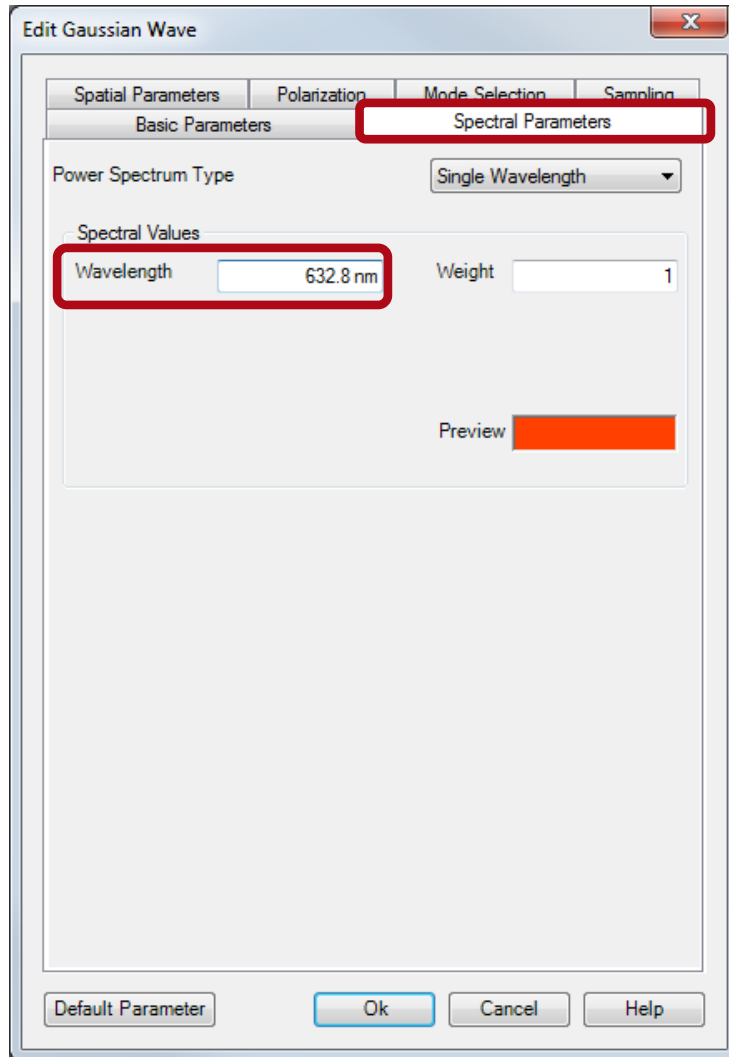 Edit Gaussian Wave
Spatial Parameters Polarization Mode Selection Sampling
Basic Parameters Spectral Parameters
Power Spectrum Type Single Wavelength
Spectral Values
Wavelength 632.8 nm Weight 1
Preview
Default Parameter Ok Cancel Help